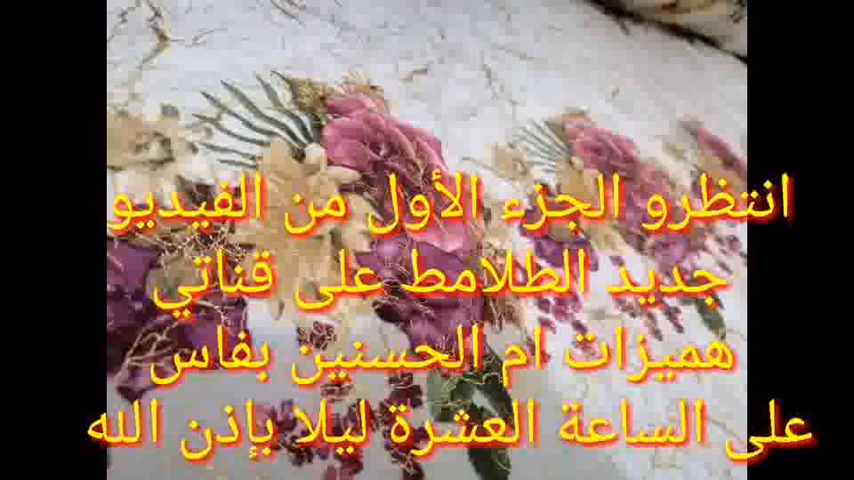 انتظرو الجزء الأول من الفيديو
جديد الطلامط على قناتي
هميزات ام الحسنين بفاس
على الساعة العشرة ليلا بإذن الله